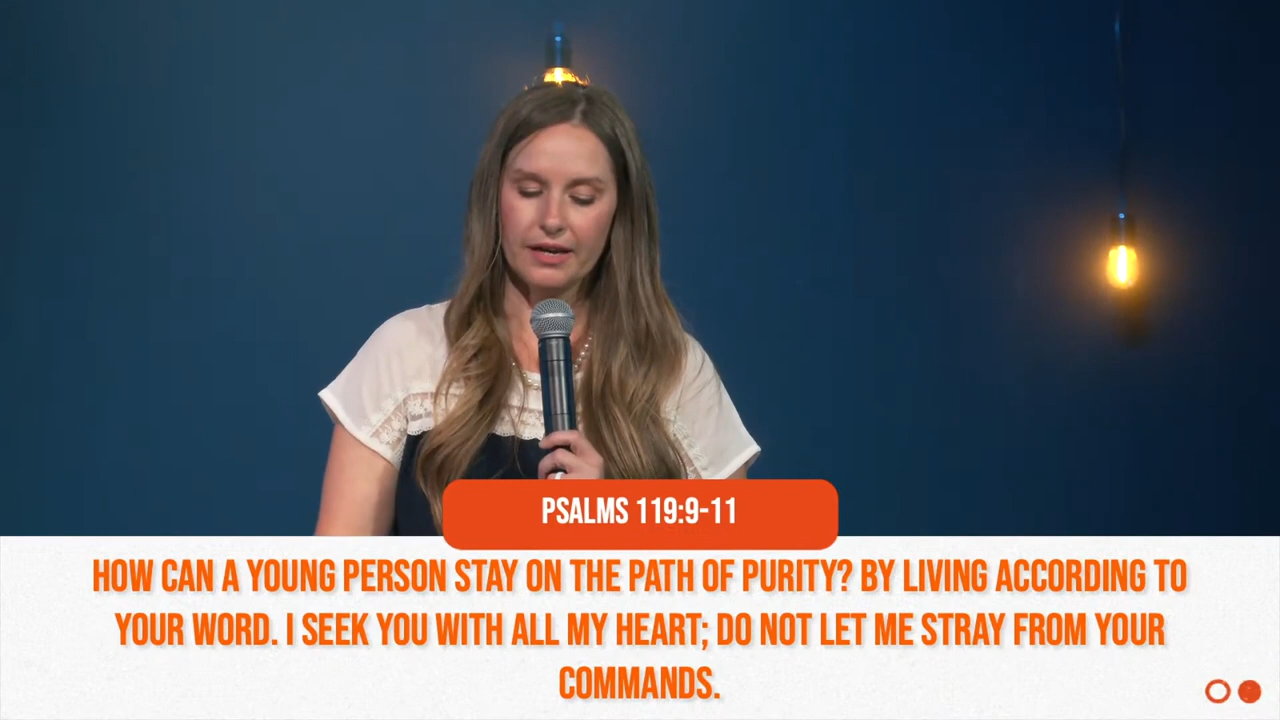 PSALMS 119:9-11
HOW CAN A YOUNG PERSON STAY ON THE PATH OF PURITY? BY LIVING ACCORDING TO
YOUR WORD. I SEEK YOU WITH ALL MY HEART; DO NOT LET ME STRAY FROM YOUR
COMMANDS.